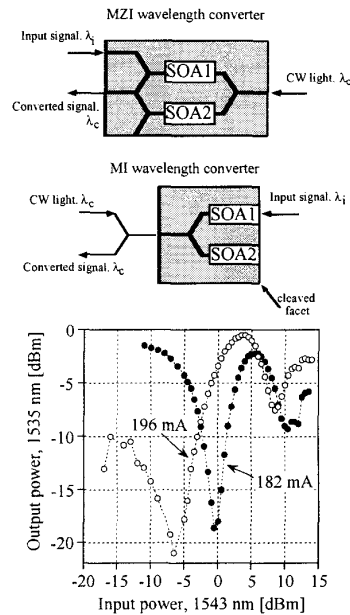 MZI wavelength converter
Input signal. λi
SOA1
Converted signal.
λc
SOA2
CW light. λc
MI wavelength converter
CW light. λc
SOA1
Input signal. λi
Converted signal. λc
SOA2
cleaved
facet
Output power, 1535 nm [dBm]
0
-5
-10
-15
-20
196 mA
182 mA
-20 -15 -10 -5 0 5 10 15
Input power, 1543 nm [dBm]